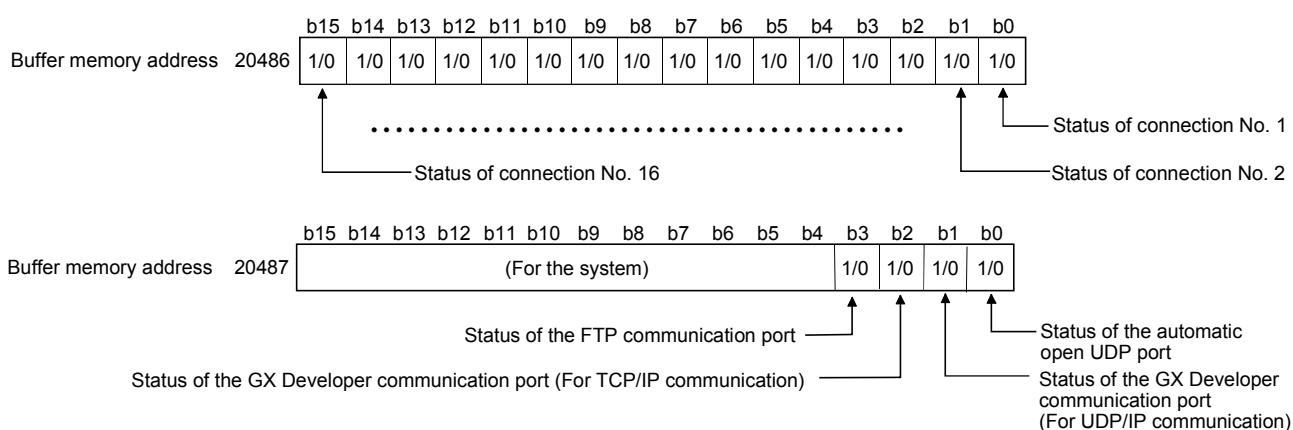 b15 b14 b13 b12 b11 b10 b9 b8 b7 b6 b5 b4 b3 b2 b1 b0
Buffer memory address 20486 1/0 1/0 1/0 1/0 1/0 1/0 1/0 1/0 1/0 1/0 1/0 1/0 1/0 1/0 1/0 1/0
Status of connection No. 1
Status of connection No. 16
Status of connection No. 2
b15 b14 b13 b12 b11 b10 b9 b8 b7 b6 b5 b4 b3 b2 b1 b0
Buffer memory address 20487 (For the system) 1/0 1/0 1/0 1/0
Status of the FTP communication port
Status of the automatic
open UDP port
Status of the GX Developer communication port (For TCP/IP communication)
Status of the GX Developer
communication port
(For UDP/IP communication)